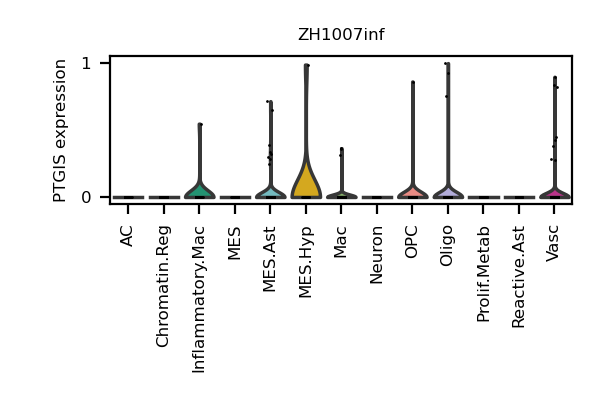 ZH1007inf
PTGIS expression
1
0
AC
Chromatin.Reg
Inflammatory.Mac
MES
MES.Ast
MES.Hyp
Mac
Neuron
OPC
Oligo
Prolif.Metab
Reactive.Ast
Vasc